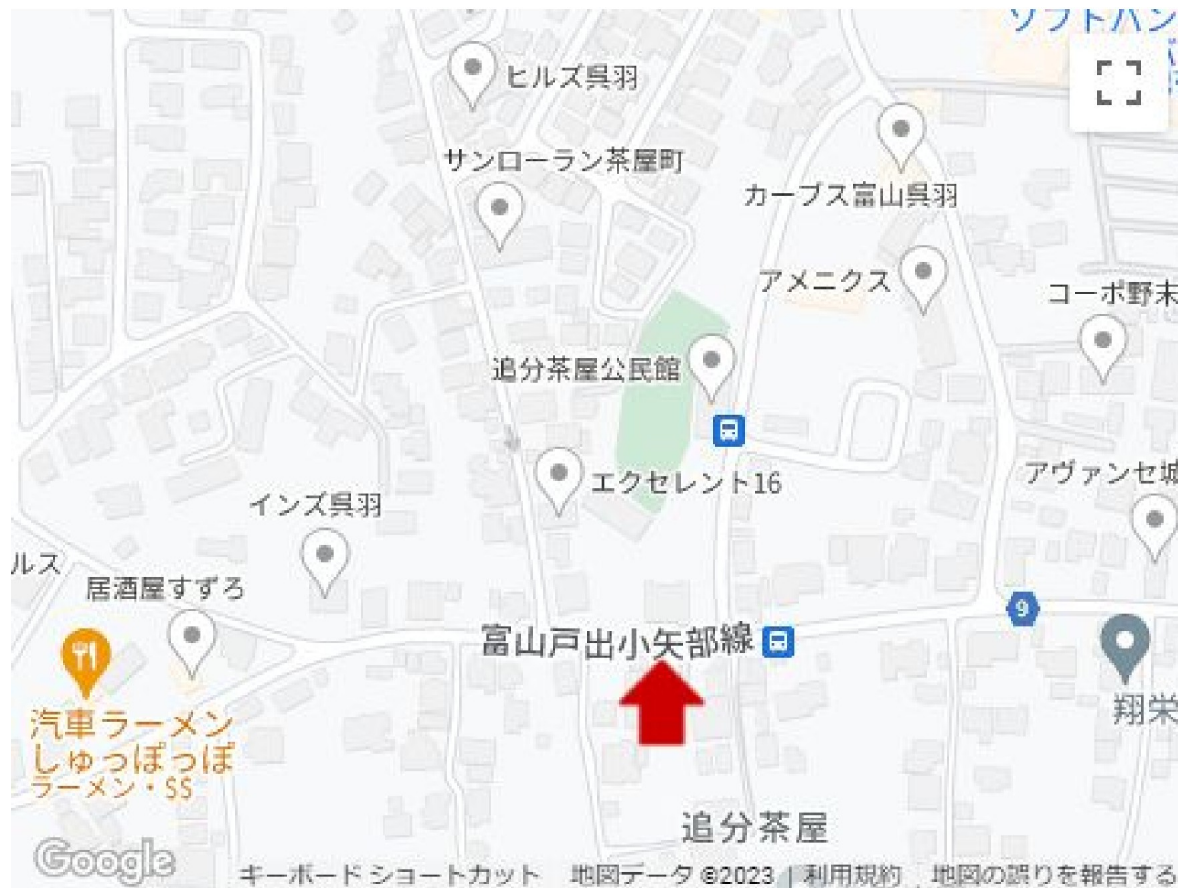 ソフトバン
ヒルズ呉羽
サンローラン茶屋町
カーブス富山呉羽
アメニクス
コーポ野末
追分茶屋公民館
エクセレント16
アヴァンセ城
インズ呉羽
ルス
居酒屋すずろ
9
富山戸出小矢部線
翔栄
汽車ラーメン
しゅっぽっぽ
ラーメン・SS
追分茶屋
Google
キーボード ショートカット 地図データ ©2023 利用規約 地図の誤りを報告する